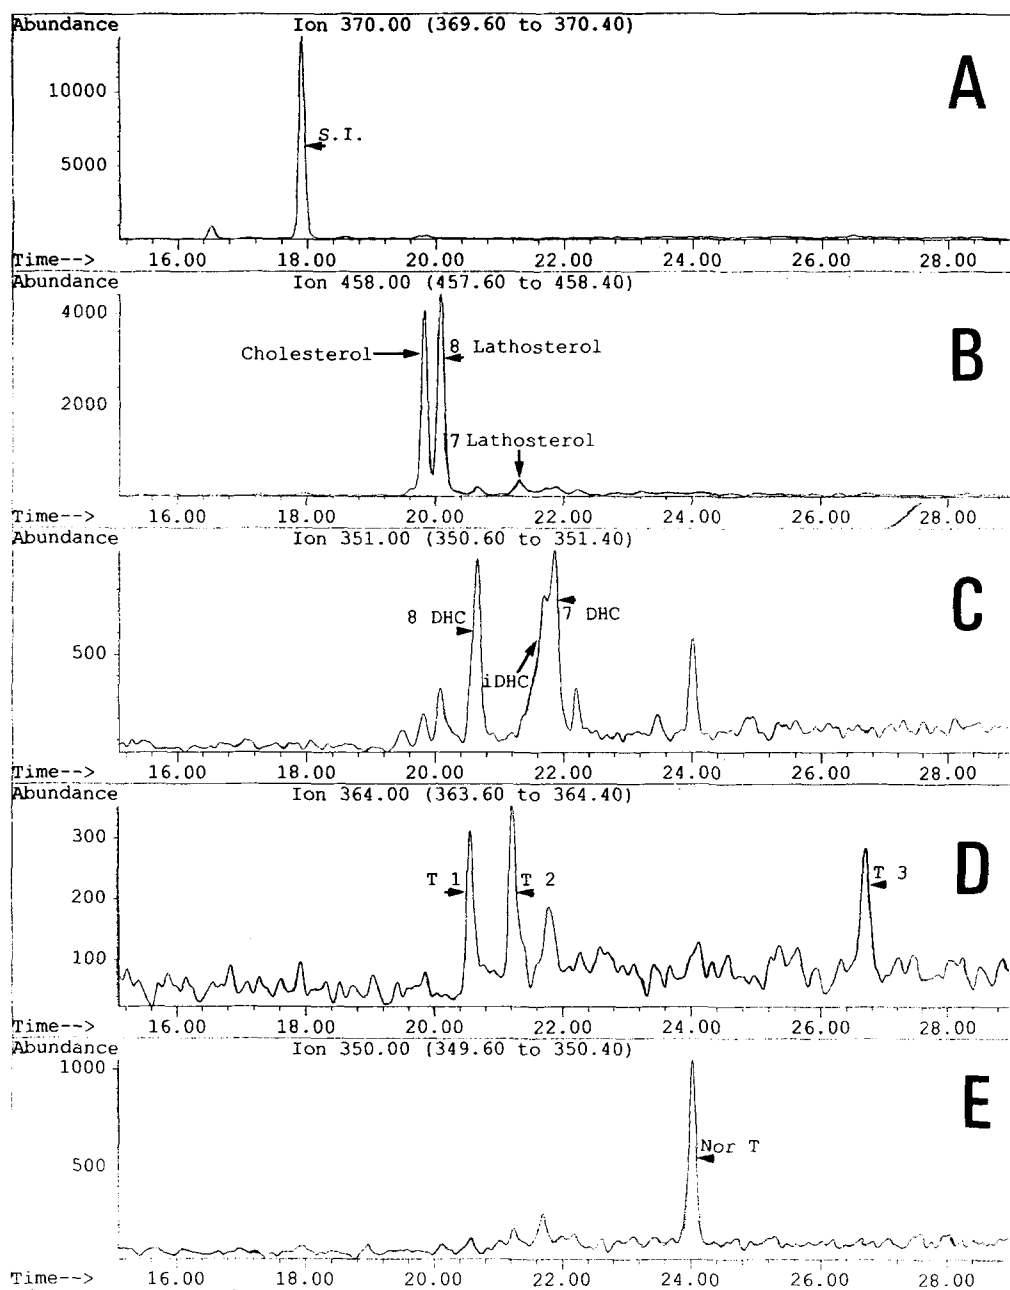 Abundance Ion 370.00 (369.60 to 370.40)
A
10000
S.I.
5000
Time--> 16.00 18.00 20.00 22.00 24.00 26.00 28.00
Abundance Ion 458.00 (457.60 to 458.40)
4000
B
Cholesterol 8 Lathosterol
2000
7 Lathosterol
Time--> 16.00 18.00 20.00 22.00 24.00 26.00 28.00
Abundance Ion 351.00 (350.60 to 351.40)
C
8 DHC 7 DHC
500
iDHC
Time--> 16.00 18.00 20.00 22.00 24.00 26.00 28.00
Abundance Ion 364.00 (363.60 to 364.40)
300
D
T 1 T 2 T 3
200
100
Time--> 16.00 18.00 20.00 22.00 24.00 26.00 28.00
Abundance Ion 350.00 (349.60 to 350.40)
1000
E
Nor T
500
Time--> 16.00 18.00 20.00 22.00 24.00 26.00 28.00